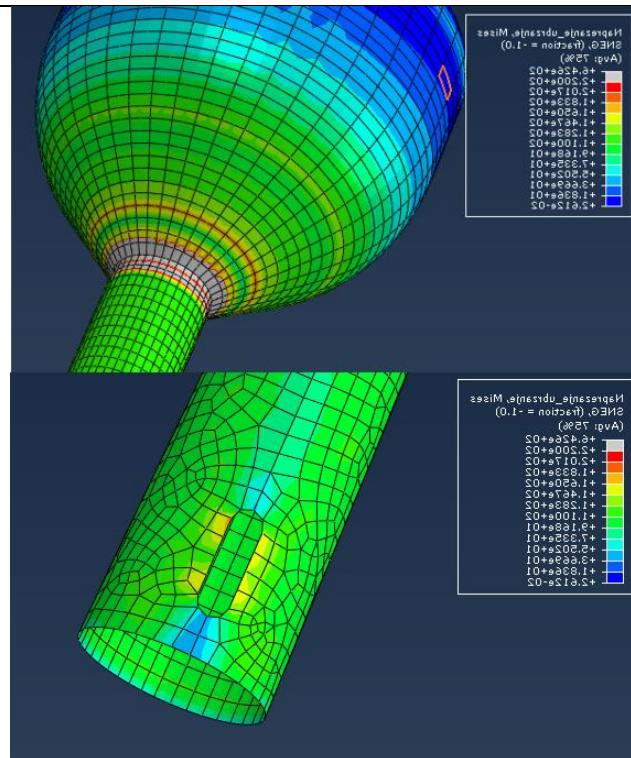 Naprezanje_ubrzanje, Mises
SNEG, (fraction = -1.0)
(Avg: 75%)
+6.426e+02
+2.200e+02
+2.017e+02
+1.833e+02
+1.650e+02
+1.467e+02
+1.283e+02
+1.100e+02
+9.168e+01
+7.335e+01
+5.502e+01
+3.669e+01
+1.836e+01
+2.612e-02
Naprezanje_ubrzanje, Mises
SNEG, (fraction = -1.0)
(Avg: 75%)
+6.426e+02
+2.200e+02
+2.017e+02
+1.833e+02
+1.650e+02
+1.467e+02
+1.283e+02
+1.100e+02
+9.168e+01
+7.335e+01
+5.502e+01
+3.669e+01
+1.836e+01
+2.612e-02